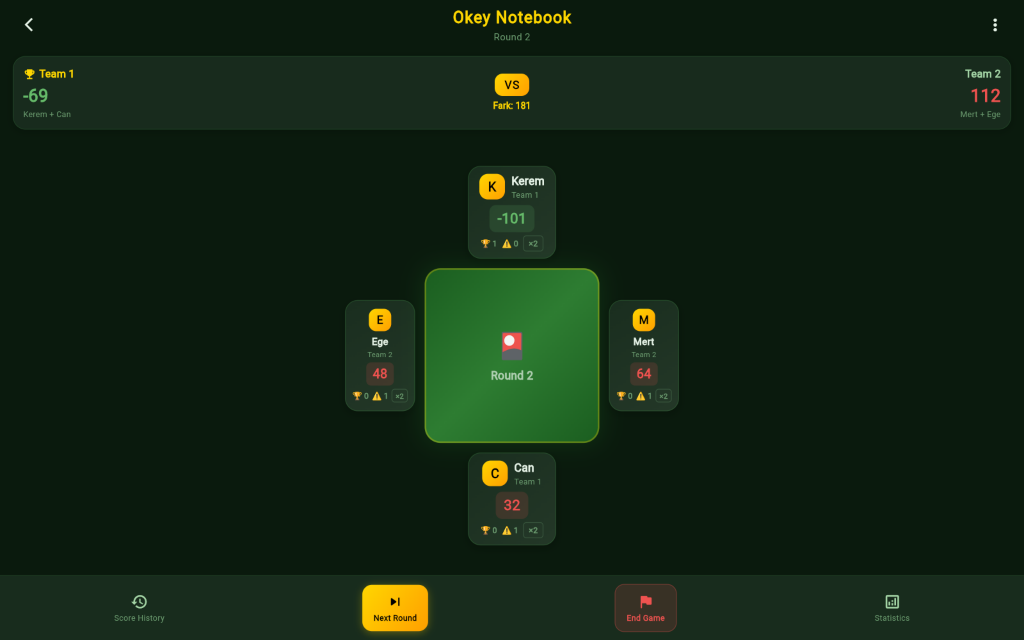 Okey Notebook
Round 2
Team 1
-69
Kerem + Can
VS
Fark: 181
Team 2
112
Mert + Ege
K
Kerem
Team 1
-101
1 0 ×2
E
Ege
Team 2
48
0 1 ×2
Round 2
M
Mert
Team 2
64
0 1 ×2
C
Can
Team 1
32
0 1 ×2
Score History
Next Round
End Game
Statistics